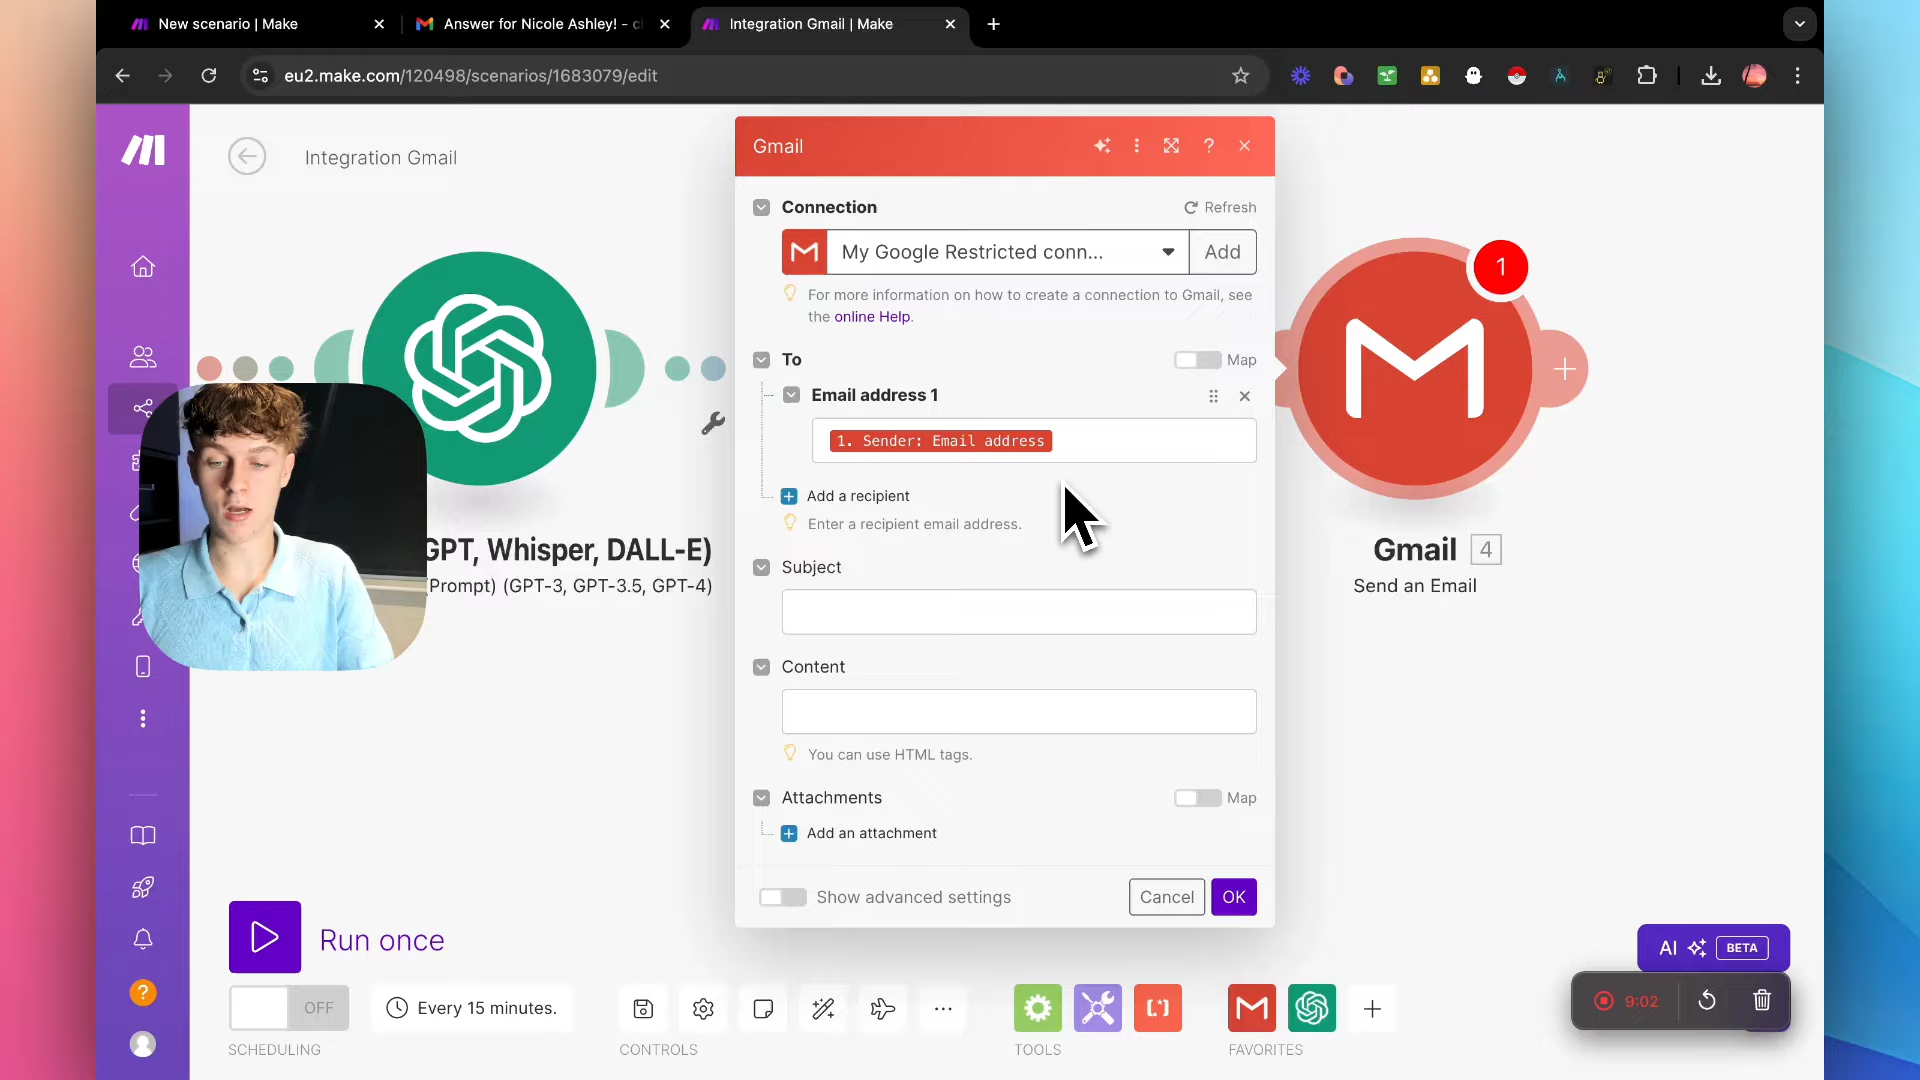 New scenario | Make
Answer for Nicole Ashley! -
Integration Gmail | Make
eu2.make.com/120498/scenarios/1683079/edit
Integration Gmail
Gmail
?
Connection
Refresh
My Google Restricted conn...
Add
For more information on how to create a connection to Gmail, see
the online Help.
To
Map
Email address 1
1. Sender: Email address
Add a recipient
Enter a recipient email address.
Subject
Content
You can use HTML tags.
Attachments
Map
Add an attachment
Show advanced settings
Cancel
OK
GPT, Whisper, DALL-E)
(Prompt) (GPT-3, GPT-3.5, GPT-4)
1
Gmail 4
Send an Email
Run once
OFF
Every 15 minutes.
SCHEDULING
CONTROLS
TOOLS
FAVORITES
AI BETA
9:02
?